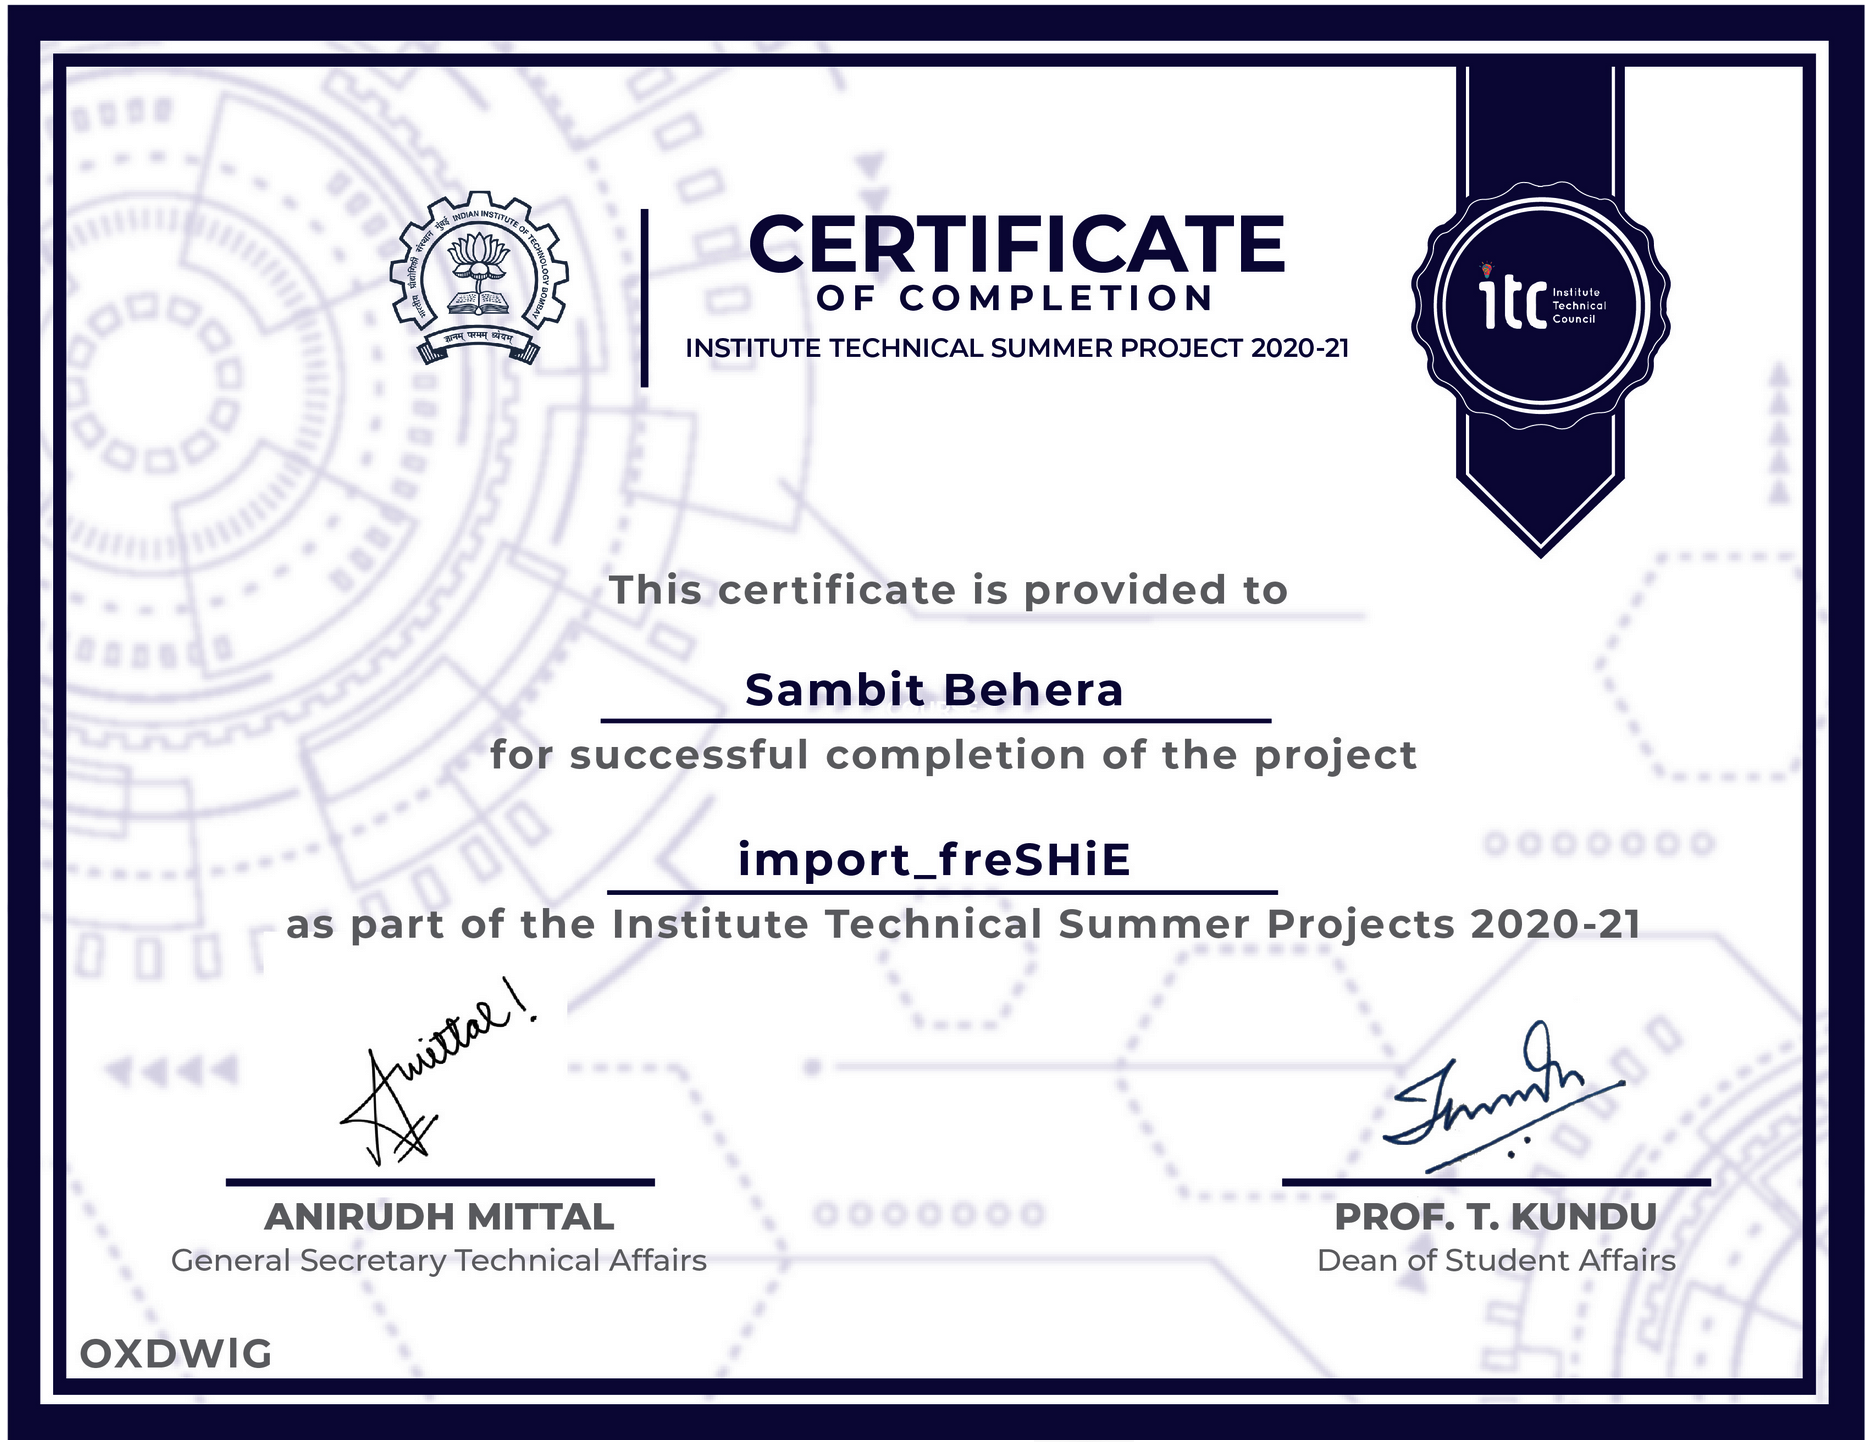 भारतीय प्रौद्योगिकी संस्थान मुंबई INDIAN INSTITUTE OF TECHNOLOGY BOMBAY
ज्ञानम् परमम् ध्येयम्
CERTIFICATE
OF COMPLETION
INSTITUTE TECHNICAL SUMMER PROJECT 2020-21
itc Institute
Technical
Council
This certificate is provided to
Sambit Behera
for successful completion of the project
import_freSHiE
as part of the Institute Technical Summer Projects 2020-21
Amittal!
ANIRUDH MITTAL
General Secretary Technical Affairs
PROF. T. KUNDU
Dean of Student Affairs
OXDWlG